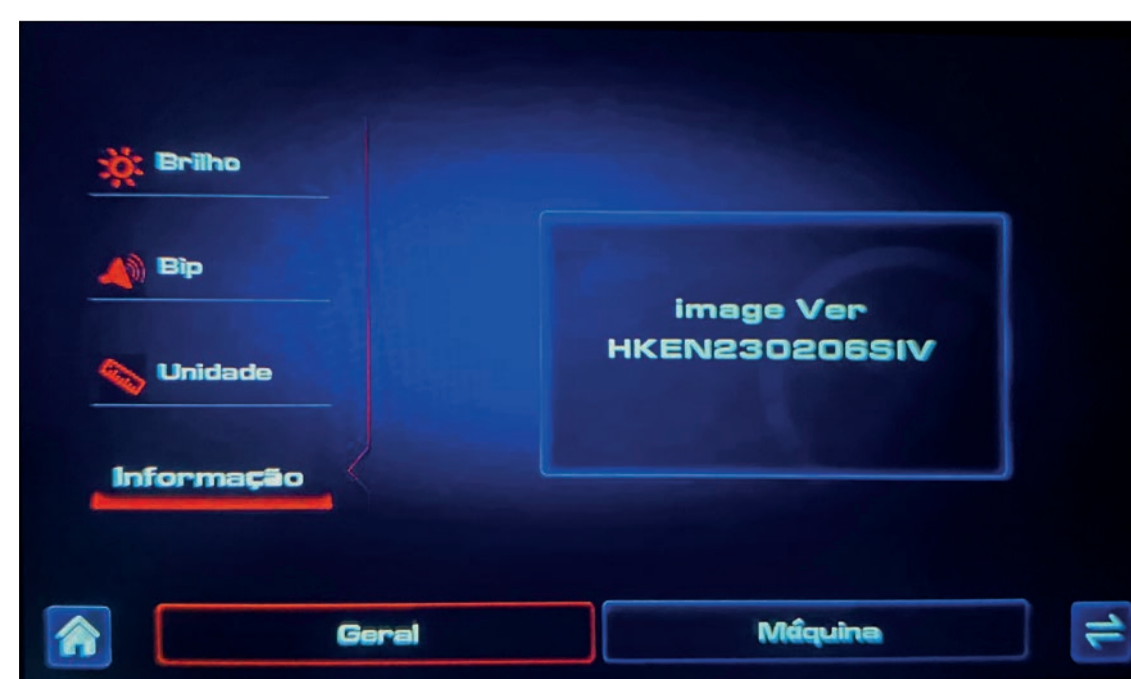 Brilho
Bip
Unidade
Informação
image Ver
HKEN230206SIV
Geral
Máquina